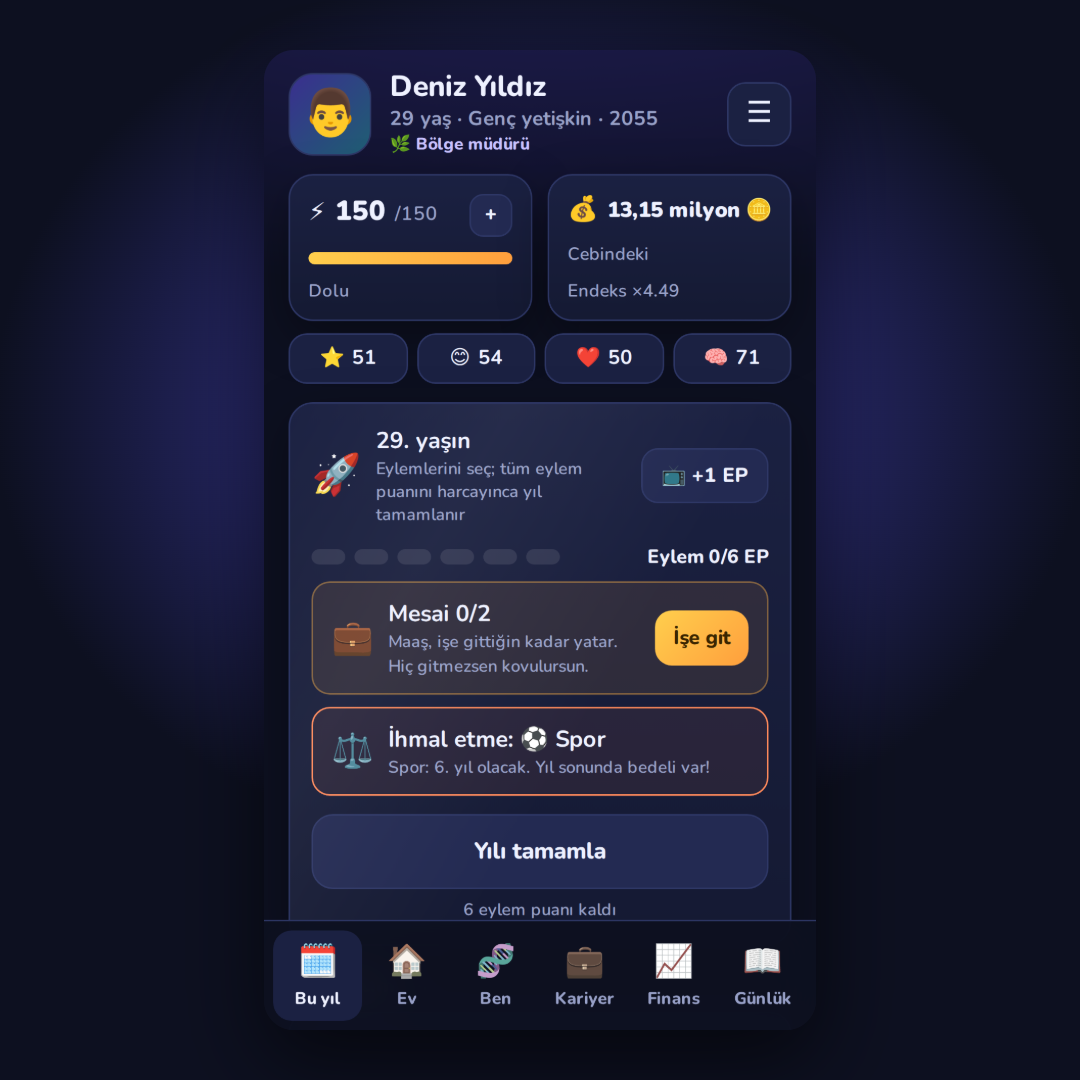 Deniz Yıldız
29 yaş · Genç yetişkin · 2055
🌿 Bölge müdürü
☰
⚡ 150 /150
+
Dolu
💰 13,15 milyon 🪙
Cebindeki
Endeks ×4.49
⭐ 51
😊 54
❤️ 50
🧠 71
29. yaşın
Eylemlerini seç; tüm eylem
puanını harcayınca yıl
tamamlanır
📺 +1 EP
Eylem 0/6 EP
Mesai 0/2
Maaş, işe gittiğin kadar yatar.
Hiç gitmezsen kovulursun.
İşe git
İhmal etme: ⚽ Spor
Spor: 6. yıl olacak. Yıl sonunda bedeli var!
Yılı tamamla
6 eylem puanı kaldı
Bu yıl
Ev
Ben
Kariyer
Finans
Günlük